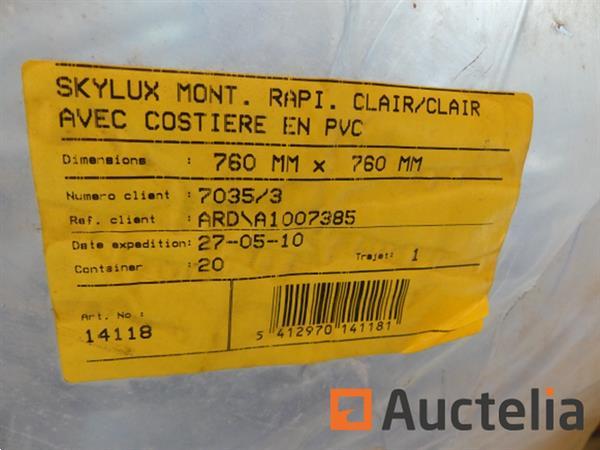 SKYLUX MONT. RAPI. CLAIR/CLAIR
AVEC COSTIERE EN PVC
Dimensions : 760 MM x 760 MM
Numero client : 7035/3
Ref. client : ARD\A1007385
Date expedition: 27-05-10
Container : 20 Trajet: 1
Art. No :
14118
5 412970 141181
Auctelia